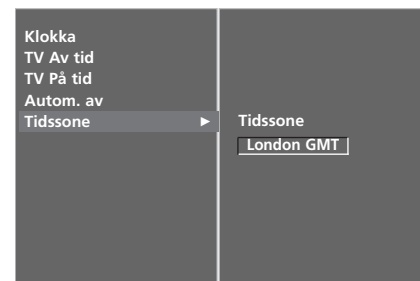 Klokka
TV Av tid
TV På tid
Autom. av
Tidssone ►
Tidssone
London GMT